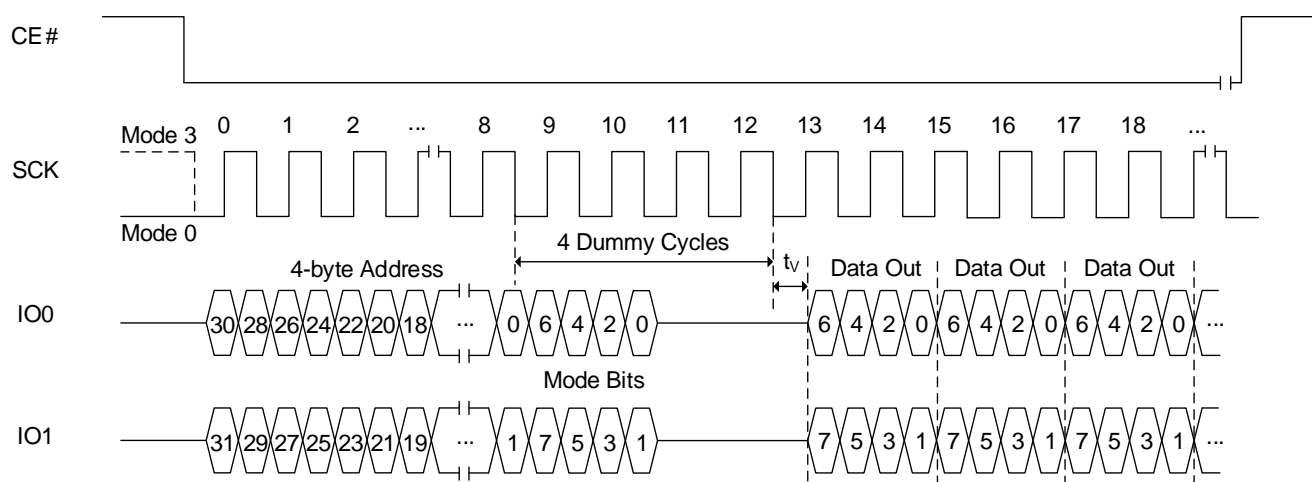 CE#
Mode 3 0 1 2 ... 8 9 10 11 12 13 14 15 16 17 18 ...
SCK
Mode 0
4 Dummy Cycles
4-byte Address tV Data Out Data Out Data Out
IO0 30 28 26 24 22 20 18 ... 0 6 4 2 0 6 4 2 0 6 4 2 0 6 4 2 0 ...
Mode Bits
IO1 31 29 27 25 23 21 19 ... 1 7 5 3 1 7 5 3 1 7 5 3 1 7 5 3 1 ...